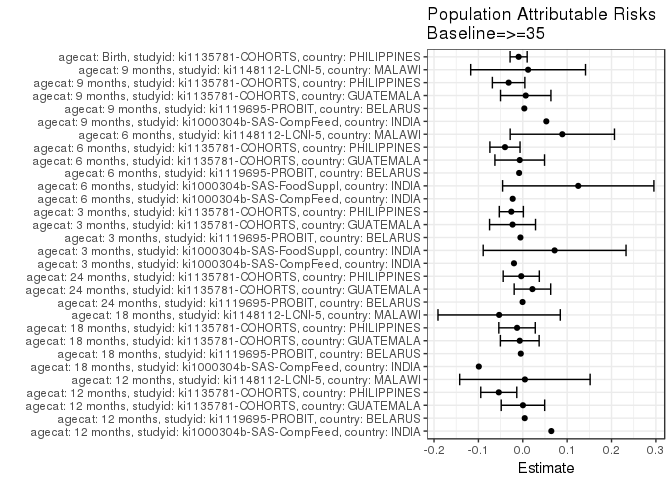 Population Attributable Risks
Baseline=>=35
agecat: Birth, studyid: ki1135781-COHORTS, country: PHILIPPINES
agecat: 9 months, studyid: ki1148112-LCNI-5, country: MALAWI
agecat: 9 months, studyid: ki1135781-COHORTS, country: PHILIPPINES
agecat: 9 months, studyid: ki1135781-COHORTS, country: GUATEMALA
agecat: 9 months, studyid: ki1119695-PROBIT, country: BELARUS
agecat: 9 months, studyid: ki1000304b-SAS-CompFeed, country: INDIA
agecat: 6 months, studyid: ki1148112-LCNI-5, country: MALAWI
agecat: 6 months, studyid: ki1135781-COHORTS, country: PHILIPPINES
agecat: 6 months, studyid: ki1135781-COHORTS, country: GUATEMALA
agecat: 6 months, studyid: ki1119695-PROBIT, country: BELARUS
agecat: 6 months, studyid: ki1000304b-SAS-FoodSuppl, country: INDIA
agecat: 6 months, studyid: ki1000304b-SAS-CompFeed, country: INDIA
agecat: 3 months, studyid: ki1135781-COHORTS, country: PHILIPPINES
agecat: 3 months, studyid: ki1135781-COHORTS, country: GUATEMALA
agecat: 3 months, studyid: ki1119695-PROBIT, country: BELARUS
agecat: 3 months, studyid: ki1000304b-SAS-FoodSuppl, country: INDIA
agecat: 3 months, studyid: ki1000304b-SAS-CompFeed, country: INDIA
agecat: 24 months, studyid: ki1135781-COHORTS, country: PHILIPPINES
agecat: 24 months, studyid: ki1135781-COHORTS, country: GUATEMALA
agecat: 24 months, studyid: ki1119695-PROBIT, country: BELARUS
agecat: 18 months, studyid: ki1148112-LCNI-5, country: MALAWI
agecat: 18 months, studyid: ki1135781-COHORTS, country: PHILIPPINES
agecat: 18 months, studyid: ki1135781-COHORTS, country: GUATEMALA
agecat: 18 months, studyid: ki1119695-PROBIT, country: BELARUS
agecat: 18 months, studyid: ki1000304b-SAS-CompFeed, country: INDIA
agecat: 12 months, studyid: ki1148112-LCNI-5, country: MALAWI
agecat: 12 months, studyid: ki1135781-COHORTS, country: PHILIPPINES
agecat: 12 months, studyid: ki1135781-COHORTS, country: GUATEMALA
agecat: 12 months, studyid: ki1119695-PROBIT, country: BELARUS
agecat: 12 months, studyid: ki1000304b-SAS-CompFeed, country: INDIA
-0.2 -0.1 0.0 0.1 0.2 0.3
Estimate